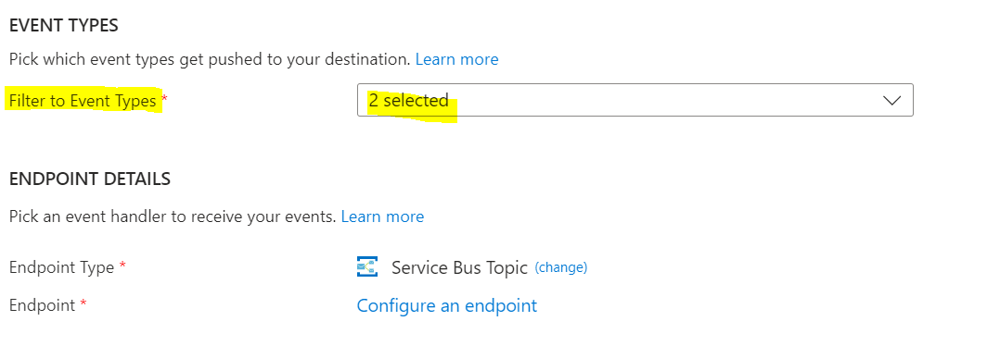 EVENT TYPES
Pick which event types get pushed to your destination. Learn more
Filter to Event Types * 2 selected
ENDPOINT DETAILS
Pick an event handler to receive your events. Learn more
Endpoint Type * Service Bus Topic (change)
Endpoint * Configure an endpoint